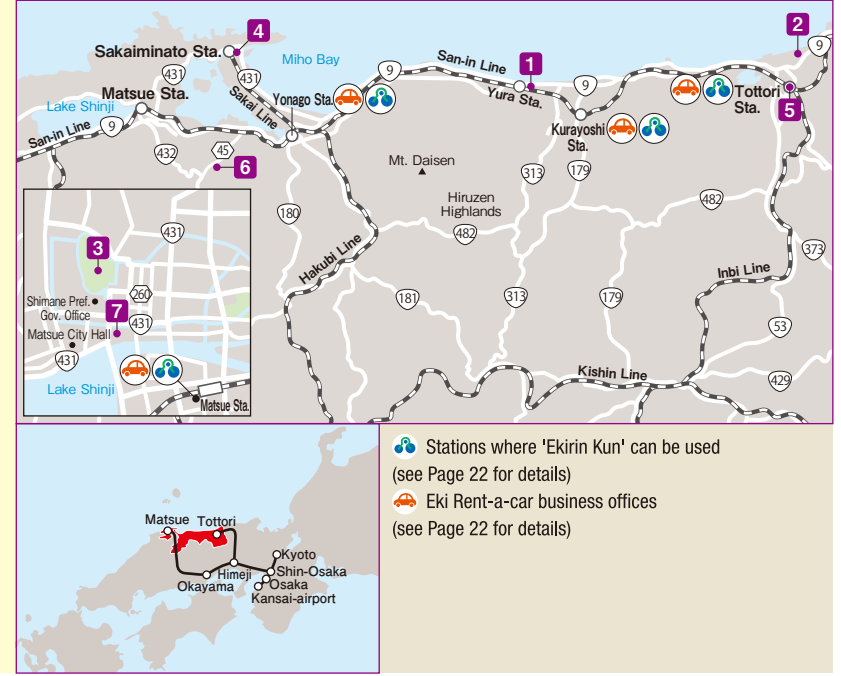 4
2
Sakaiminato Sta.
Miho Bay
9
431
431
9
San-in Line
1
9
Matsue Sta.
Sakai Line
Yonago Sta.
Yura Sta.
Tottori
Sta.
5
Lake Shinji
Kurayoshi
Sta.
San-in Line
9
432
45
6
Mt. Daisen
313
179
180
Hiruzen
Highlands
482
482
Hakubi Line
373
Inbi Line
181
313
179
53
Kishin Line
429
431
3
260
Shimane Pref.
Gov. Office
7
431
Matsue City Hall
431
Lake Shinji
Matsue Sta.
Stations where 'Ekirin Kun' can be used
(see Page 22 for details)
Eki Rent-a-car business offices
(see Page 22 for details)
Matsue
Tottori
Kyoto
Himeji
Shin-Osaka
Okayama
Osaka
Kansai-airport